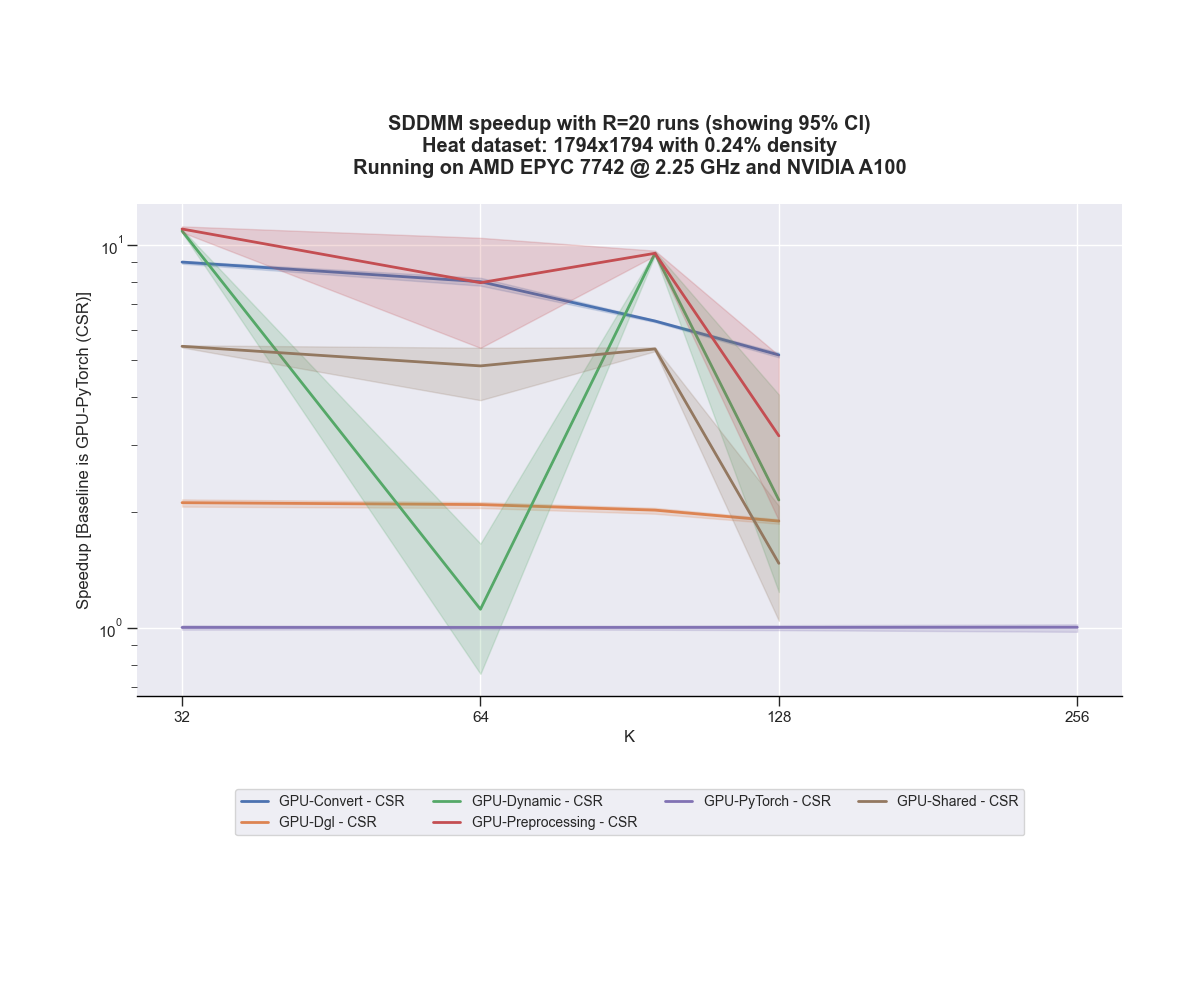 SDDMM speedup with R=20 runs (showing 95% CI)
Heat dataset: 1794x1794 with 0.24% density
Running on AMD EPYC 7742 @ 2.25 GHz and NVIDIA A100
Speedup [Baseline is GPU-PyTorch (CSR)]
10^1
10^0
32 64 128 256
K
GPU-Convert - CSR GPU-Dynamic - CSR GPU-PyTorch - CSR GPU-Shared - CSR
GPU-Dgl - CSR GPU-Preprocessing - CSR